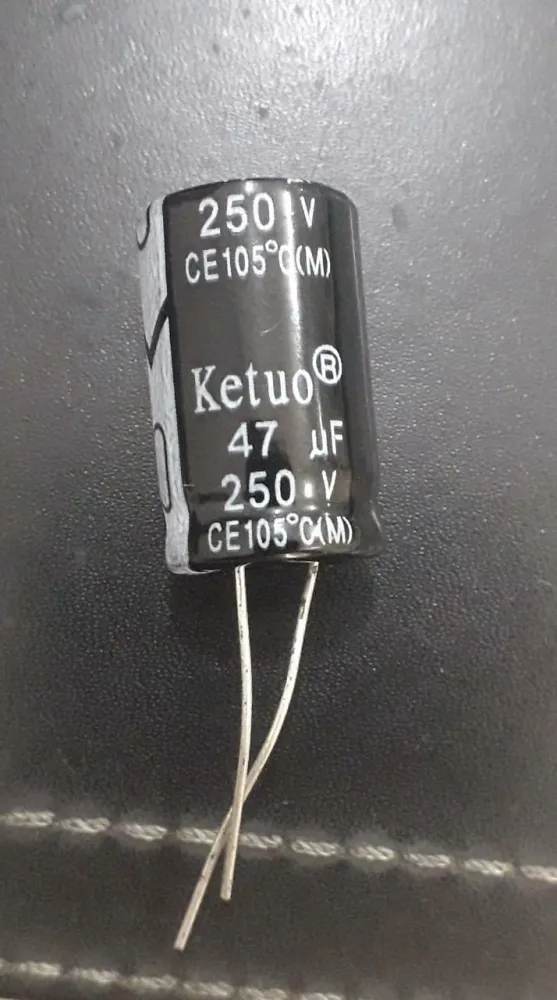 250 V
CE105°C(M)
Ketuo®
47 µF
250 V
CE105°C(M)